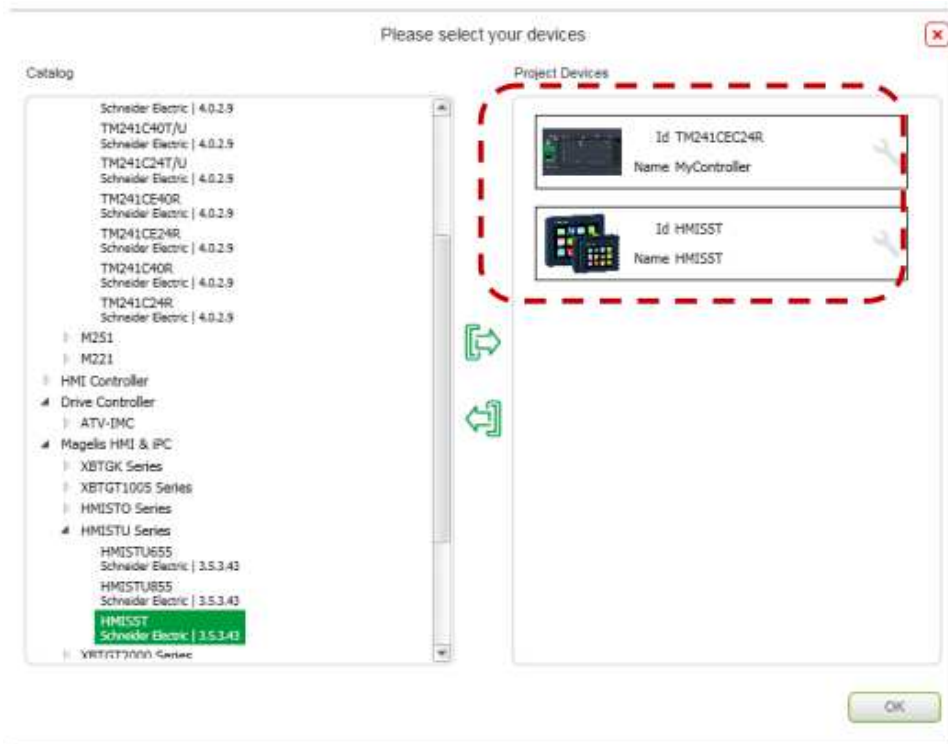 Please select your devices
Catalog
Project Devices
Schneider Electric | 4.0.2.9
TM241C40T/U
Schneider Electric | 4.0.2.9
TM241C24T/U
Schneider Electric | 4.0.2.9
TM241CE40R
Schneider Electric | 4.0.2.9
TM241CE24R
Schneider Electric | 4.0.2.9
TM241C40R
Schneider Electric | 4.0.2.9
TM241C24R
Schneider Electric | 4.0.2.9
M251
M221
HMI Controller
Drive Controller
ATV-IMC
Magelis HMI & iPC
XBTGK Series
XBTGT1005 Series
HMISTO Series
HMISTU Series
HMISTU655
Schneider Electric | 3.5.3.43
HMISTU855
Schneider Electric | 3.5.3.43
HMIS5T
Schneider Electric | 3.5.3.43
XBTGT2000 Series
Id TM241CEC24R
Name MyController
Id HMIS5T
Name HMIS5T
OK